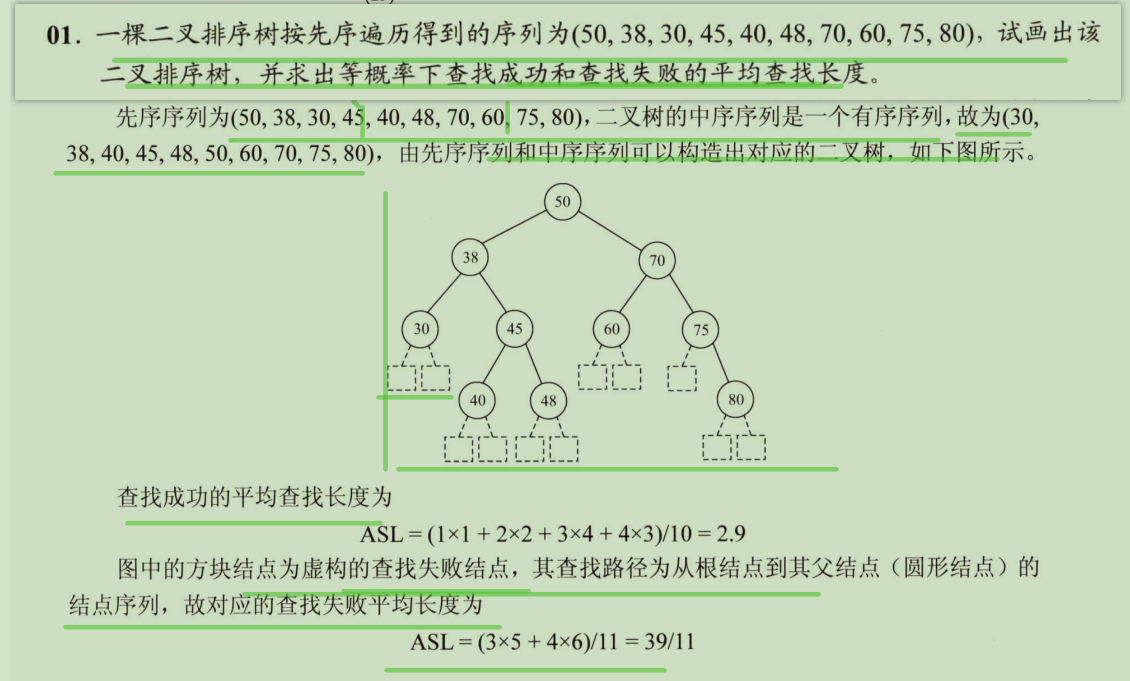 01. 一棵二叉排序树按先序遍历得到的序列为(50, 38, 30, 45, 40, 48, 70, 60, 75, 80)，试画出该
二叉排序树，并求出等概率下查找成功和查找失败的平均查找长度。
先序序列为(50, 38, 30, 45, 40, 48, 70, 60, 75, 80)，二叉树的中序序列是一个有序序列，故为(30,
38, 40, 45, 48, 50, 60, 70, 75, 80)，由先序序列和中序序列可以构造出对应的二叉树，如下图所示。
50
38 70
30 45 60 75
40 48 80
查找成功的平均查找长度为
ASL = (1×1 + 2×2 + 3×4 + 4×3)/10 = 2.9
图中的方块结点为虚构的查找失败结点，其查找路径为从根结点到其父结点（圆形结点）的
结点序列，故对应的查找失败平均长度为
ASL = (3×5 + 4×6)/11 = 39/11